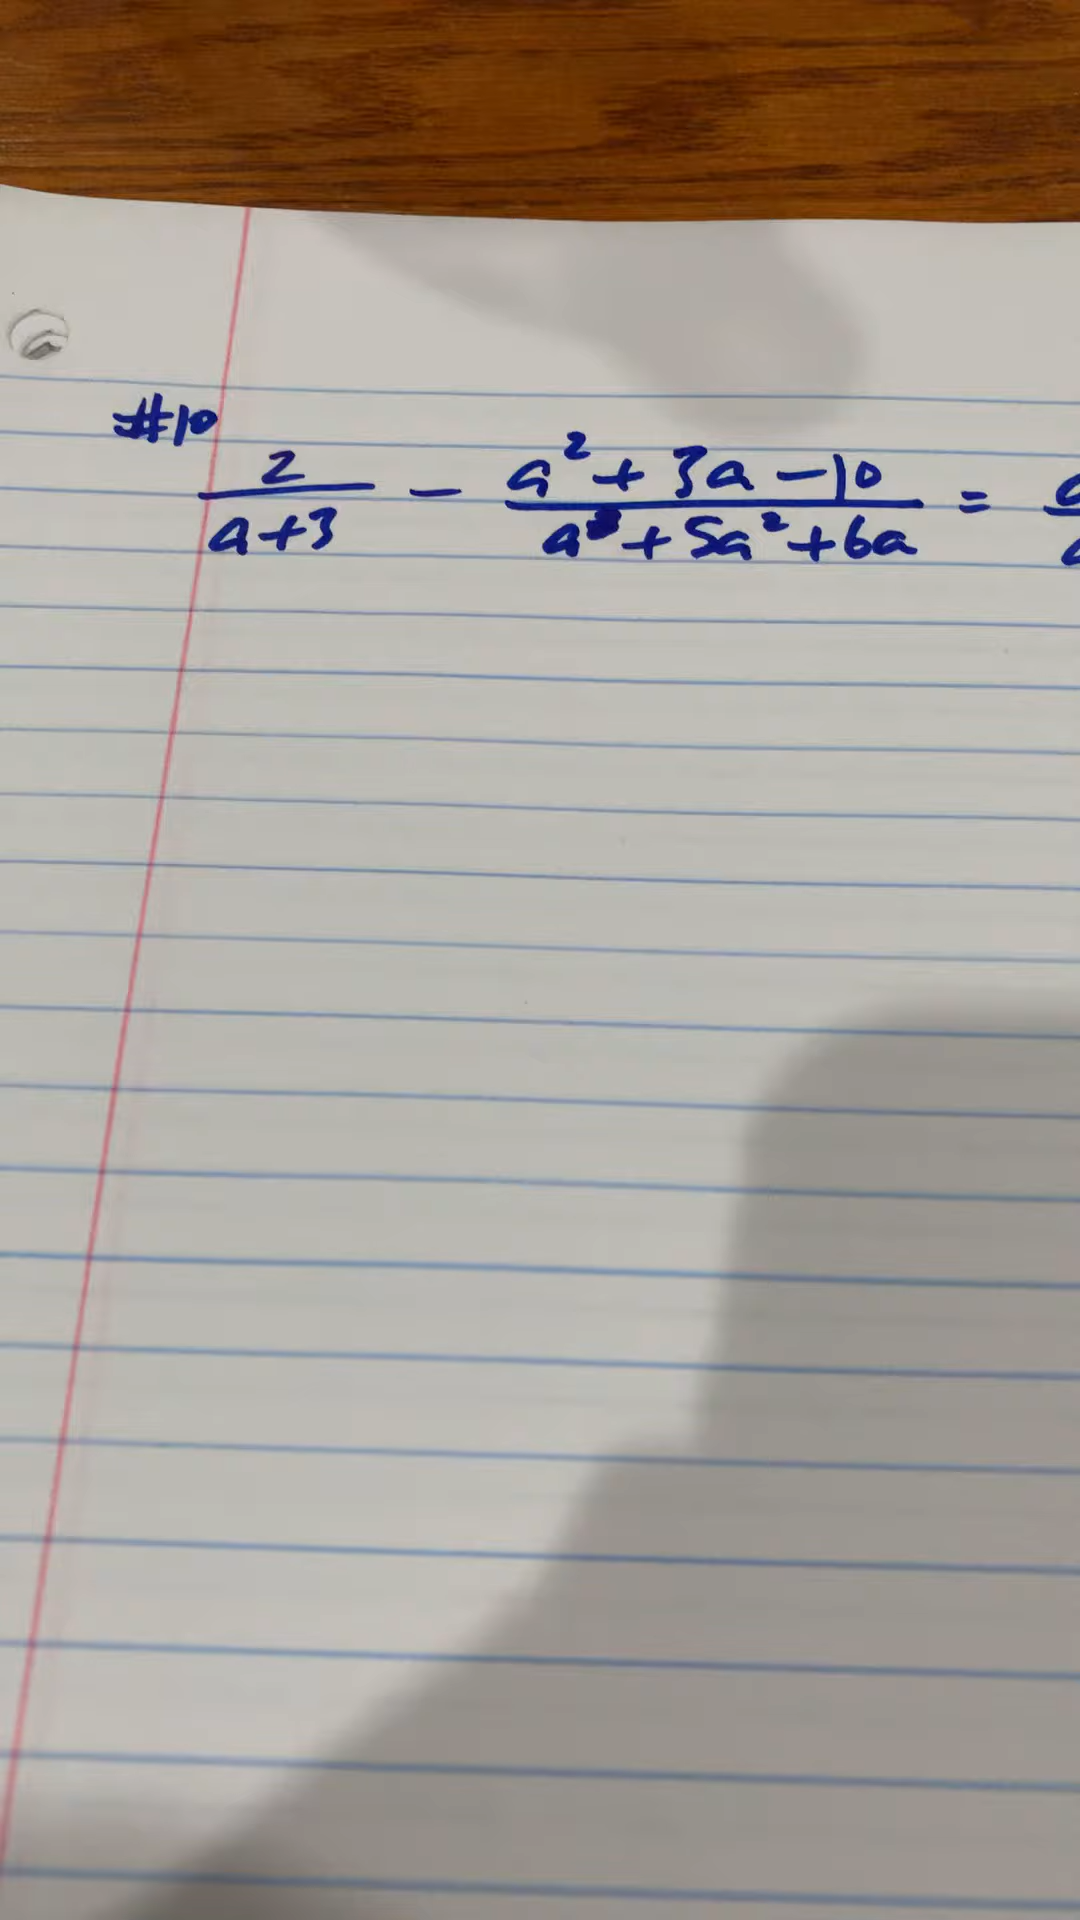 #10
2/(a+3) - (a²+3a-10)/(a³+5a²+6a) =